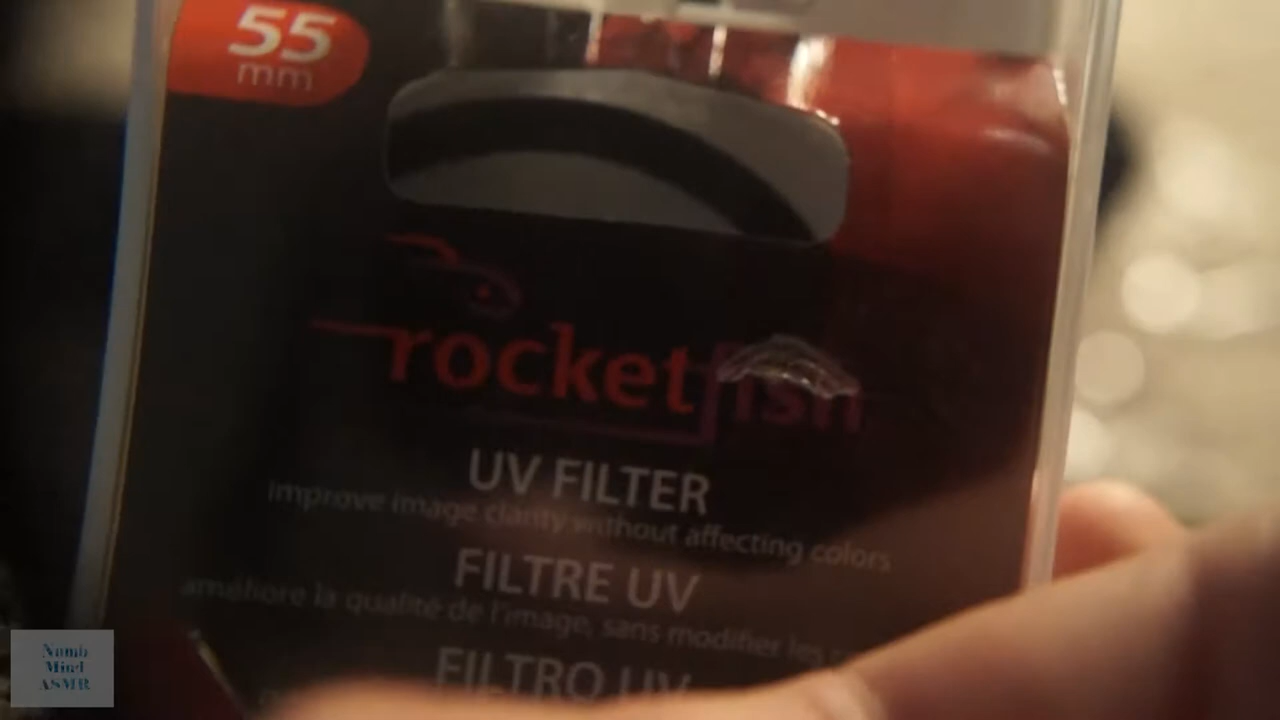 55
mm
rocketfish
UV FILTER
improve image clarity without affecting colors
FILTRE UV
améliore la qualité de l'image, sans modifier les
FILTRO UV
Numb
Mind
ASMR